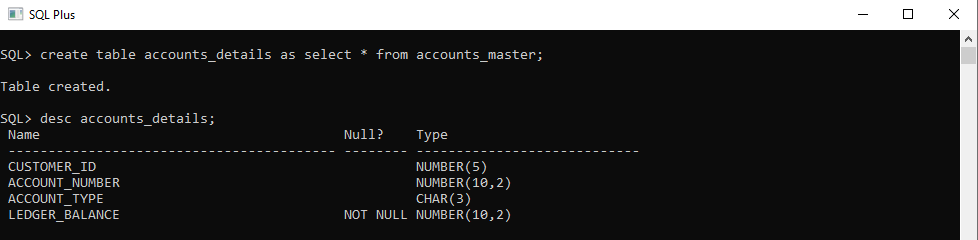 SQL Plus
SQL> create table accounts_details as select * from accounts_master;
Table created.
SQL> desc accounts_details;
Name                                      Null?    Type
----------------------------------------- -------- ----------------------------
CUSTOMER_ID                                        NUMBER(5)
ACCOUNT_NUMBER                                     NUMBER(10,2)
ACCOUNT_TYPE                                       CHAR(3)
LEDGER_BALANCE                            NOT NULL NUMBER(10,2)